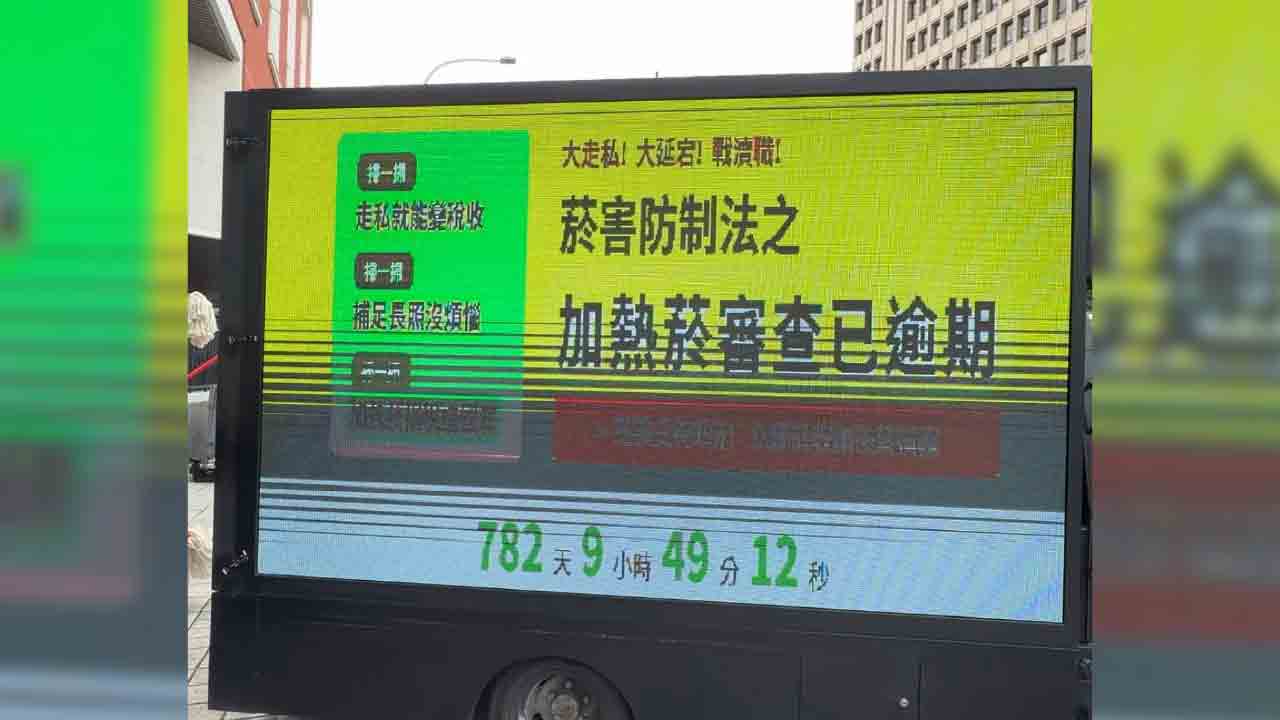 掃一掃
走私就能變稅收
掃一掃
補足長照沒煩惱
掃一掃
大走私! 大延宕! 戰瀆職!
菸害防制法之
加熱菸審查已逾期
782 天 9 小時 49 分 12 秒